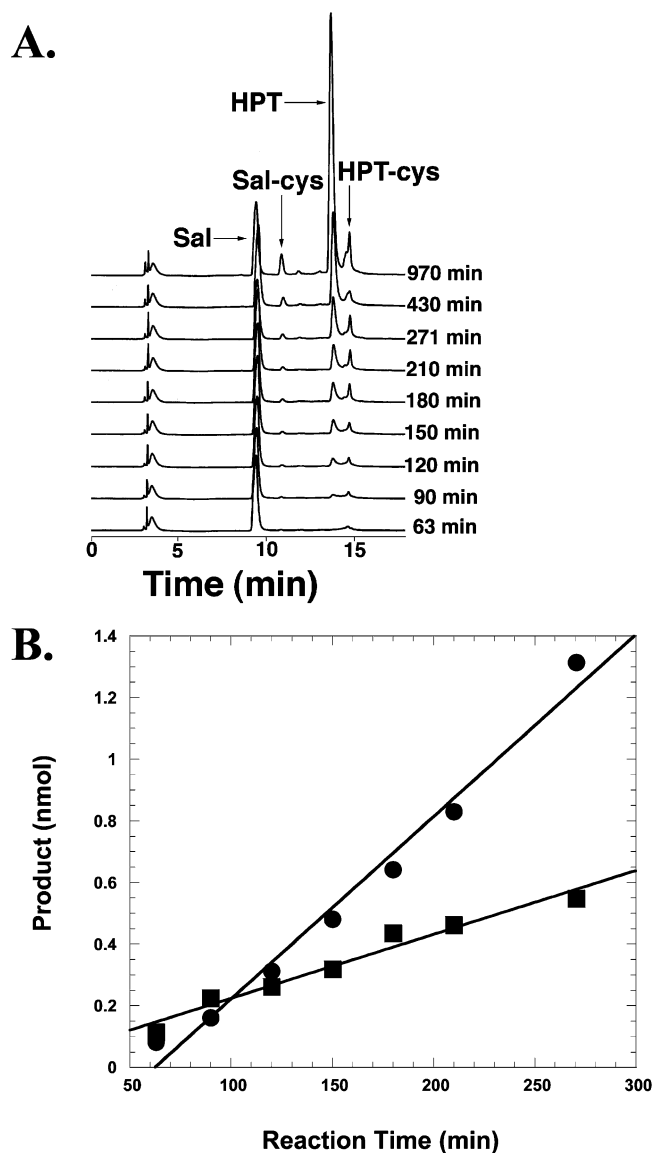 A.
HPT
Sal-cys
HPT-cys
Sal
970 min
430 min
271 min
210 min
180 min
150 min
120 min
90 min
63 min
0 5 10 15
Time (min)
B.
1.4
1.2
1
0.8
0.6
0.4
0.2
0
Product (nmol)
50 100 150 200 250 300
Reaction Time (min)